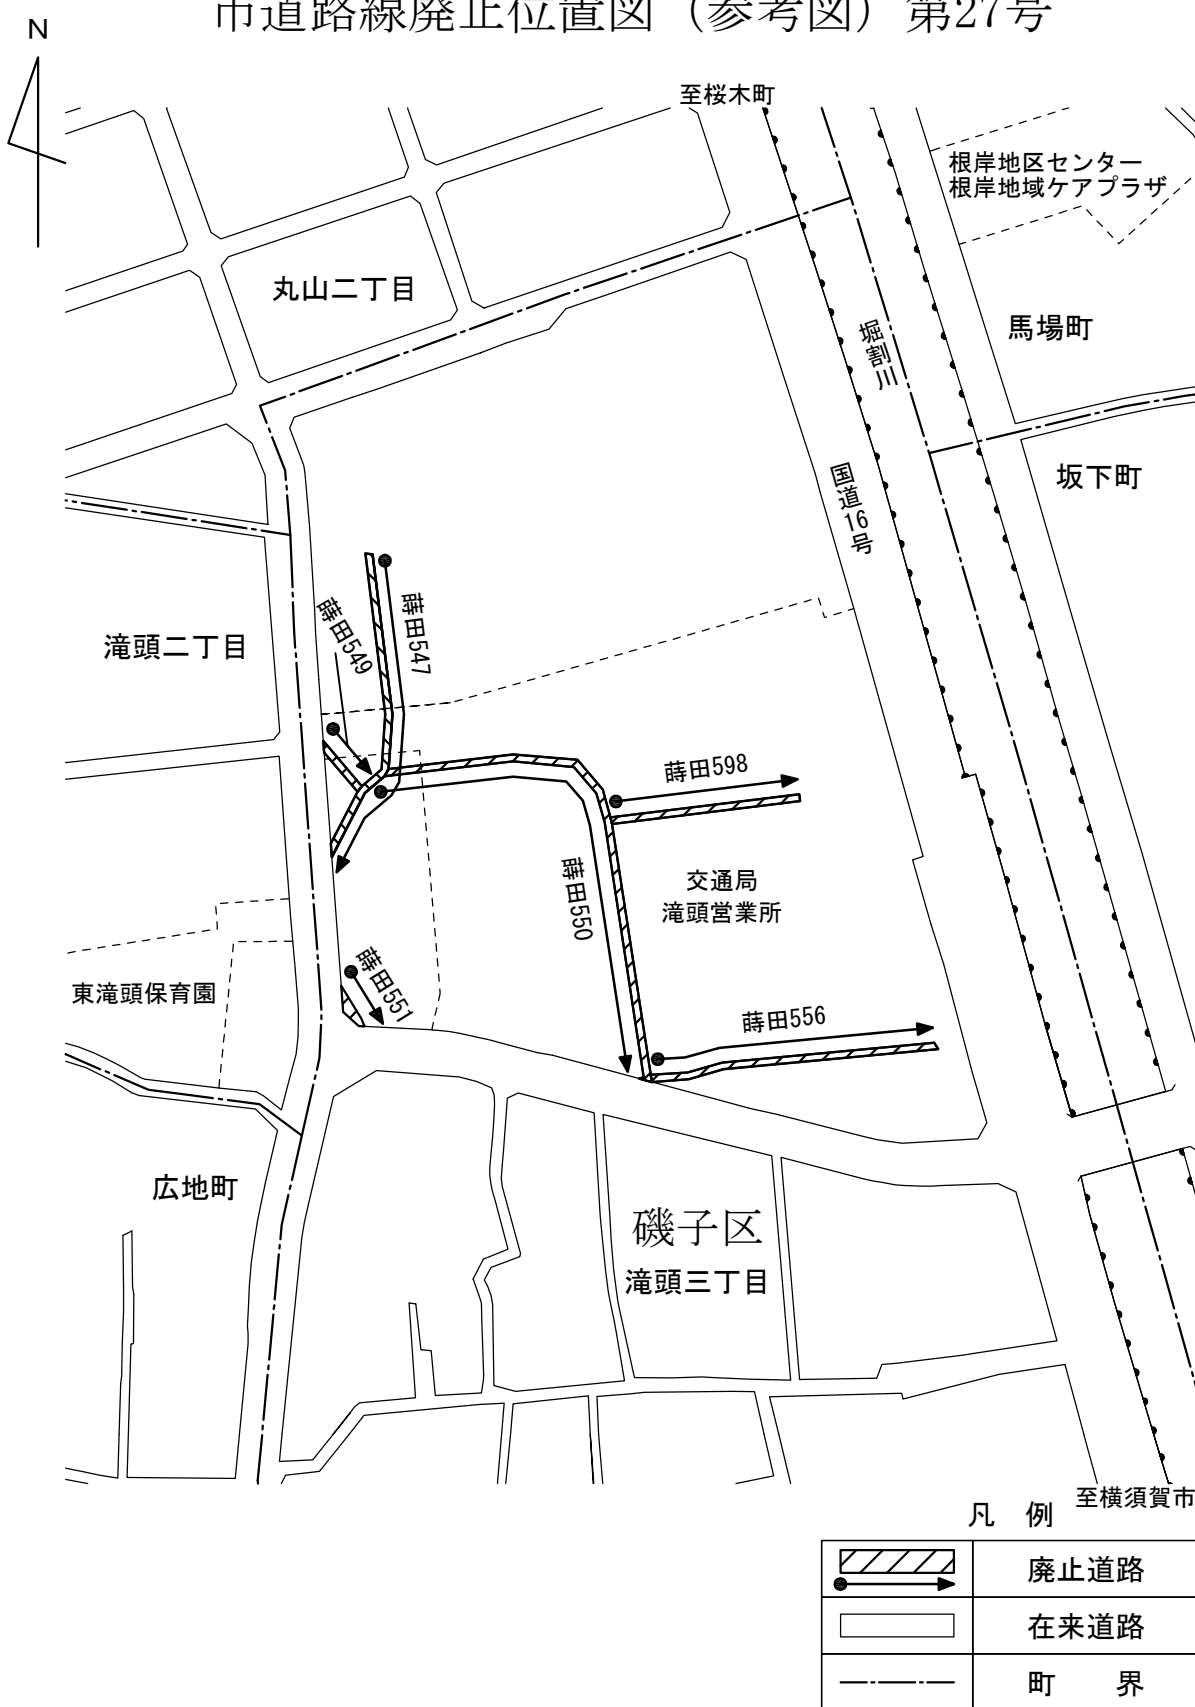 市道路線廃止位置図（参考図）第27号
N
至桜木町
根岸地区センター
根岸地域ケアプラザ
丸山二丁目
堀割川
馬場町
国道16号
坂下町
蒔田549
蒔田547
滝頭二丁目
蒔田598
蒔田550
交通局
滝頭営業所
東滝頭保育園
蒔田551
蒔田556
広地町
磯子区
滝頭三丁目
至横須賀市
凡　例
廃止道路
在来道路
町　界